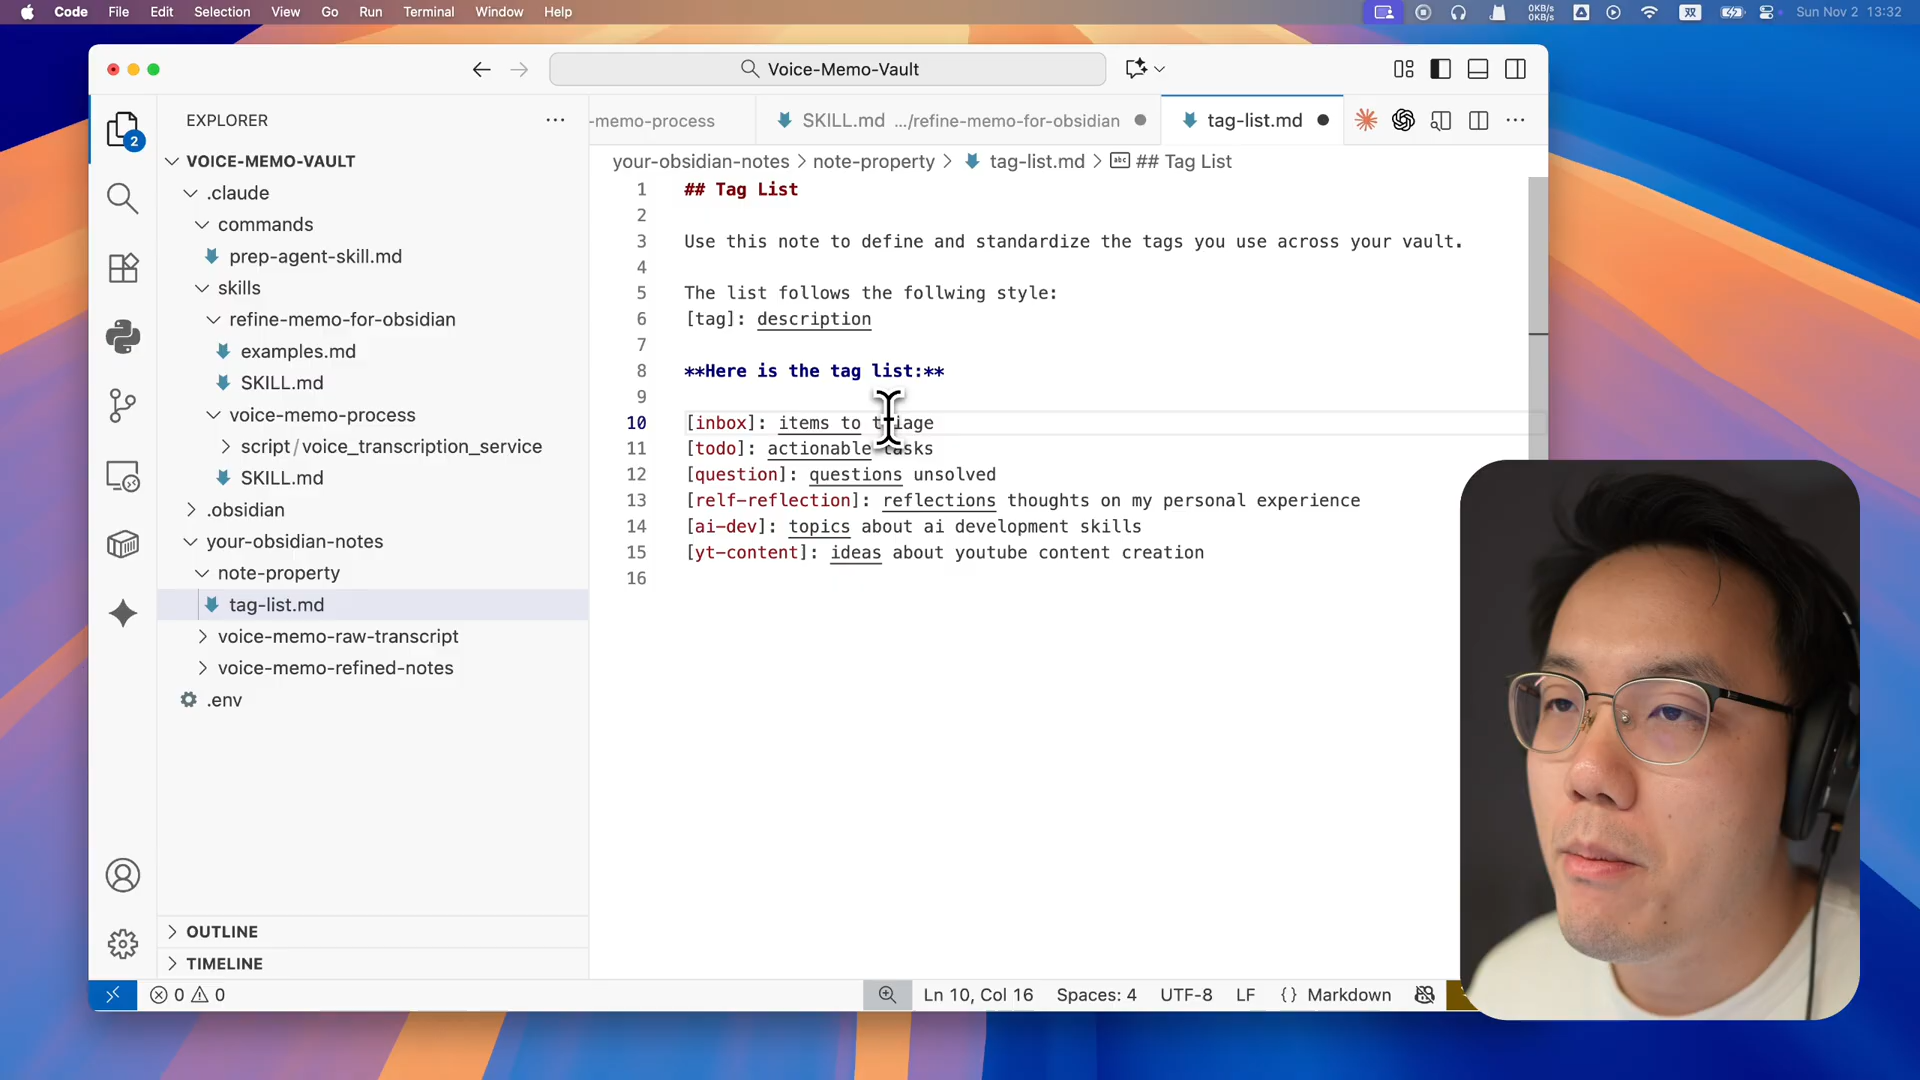 Code File Edit Selection View Go Run Terminal Window Help
0KB/s
0KB/s
双
Sun Nov 2 13:32
Voice-Memo-Vault
EXPLORER
2
VOICE-MEMO-VAULT
.claude
commands
prep-agent-skill.md
skills
refine-memo-for-obsidian
examples.md
SKILL.md
voice-memo-process
script/voice_transcription_service
SKILL.md
.obsidian
your-obsidian-notes
note-property
tag-list.md
voice-memo-raw-transcript
voice-memo-refined-notes
.env
OUTLINE
TIMELINE
-memo-process
SKILL.md .../refine-memo-for-obsidian
tag-list.md
your-obsidian-notes > note-property > tag-list.md > abc ## Tag List
1 ## Tag List
2
3 Use this note to define and standardize the tags you use across your vault.
4
5 The list follows the follwing style:
6 [tag]: description
7
8 **Here is the tag list:**
9
10 [inbox]: items to triage
11 [todo]: actionable tasks
12 [question]: questions unsolved
13 [relf-reflection]: reflections thoughts on my personal experience
14 [ai-dev]: topics about ai development skills
15 [yt-content]: ideas about youtube content creation
16
0 0
Ln 10, Col 16 Spaces: 4 UTF-8 LF {} Markdown